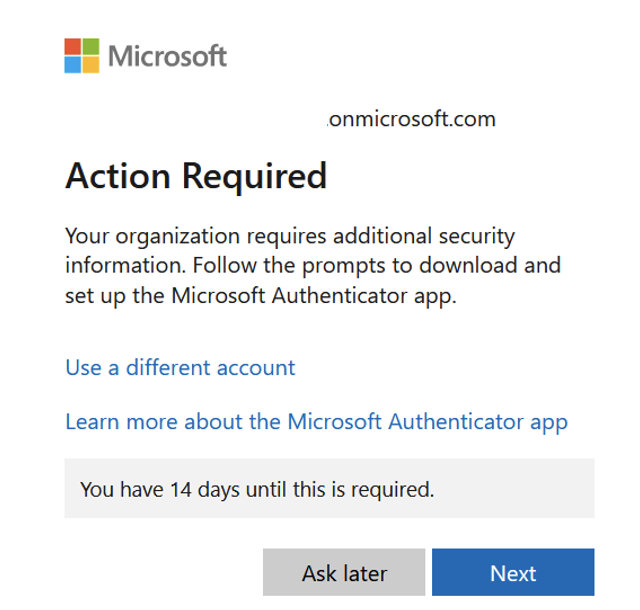 Microsoft
.onmicrosoft.com
Action Required
Your organization requires additional security
information. Follow the prompts to download and
set up the Microsoft Authenticator app.
Use a different account
Learn more about the Microsoft Authenticator app
You have 14 days until this is required.
Ask later
Next